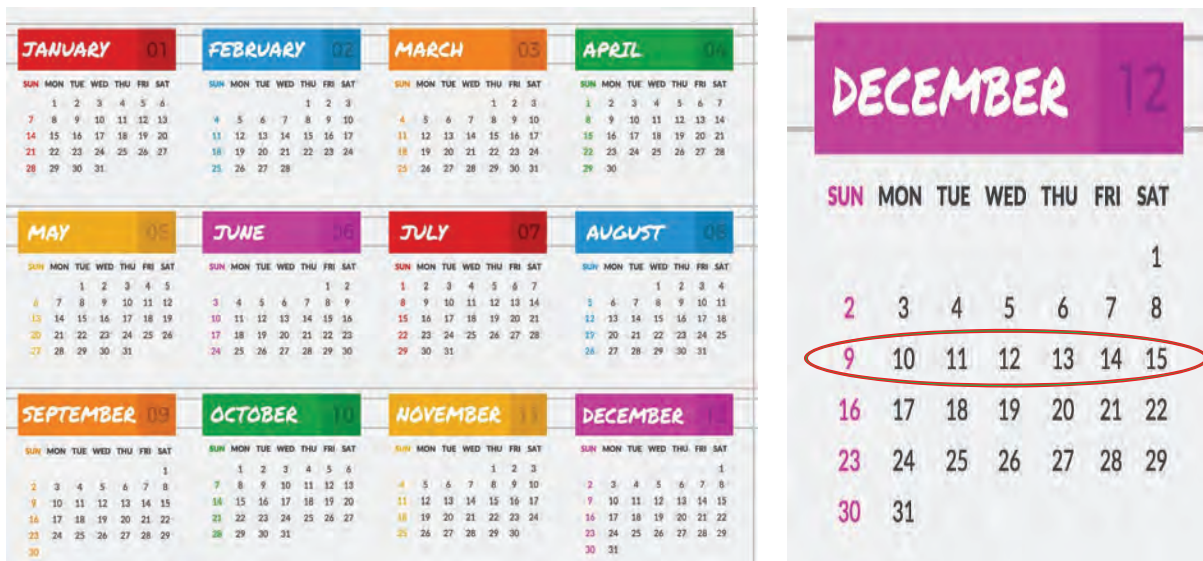 JANUARY 01
SUN MON TUE WED THU FRI SAT
1 2 3 4 5 6
7 8 9 10 11 12 13
14 15 16 17 18 19 20
21 22 23 24 25 26 27
28 29 30 31
FEBRUARY 02
SUN MON TUE WED THU FRI SAT
1 2 3
4 5 6 7 8 9 10
11 12 13 14 15 16 17
18 19 20 21 22 23 24
25 26 27 28
MARCH 03
SUN MON TUE WED THU FRI SAT
1 2 3
4 5 6 7 8 9 10
11 12 13 14 15 16 17
18 19 20 21 22 23 24
25 26 27 28 29 30 31
APRIL 04
SUN MON TUE WED THU FRI SAT
1 2 3 4 5 6 7
8 9 10 11 12 13 14
15 16 17 18 19 20 21
22 23 24 25 26 27 28
29 30
MAY 05
SUN MON TUE WED THU FRI SAT
1 2 3 4 5
6 7 8 9 10 11 12
13 14 15 16 17 18 19
20 21 22 23 24 25 26
27 28 29 30 31
JUNE 06
SUN MON TUE WED THU FRI SAT
1 2
3 4 5 6 7 8 9
10 11 12 13 14 15 16
17 18 19 20 21 22 23
24 25 26 27 28 29 30
JULY 07
SUN MON TUE WED THU FRI SAT
1 2 3 4 5 6 7
8 9 10 11 12 13 14
15 16 17 18 19 20 21
22 23 24 25 26 27 28
29 30 31
AUGUST 08
SUN MON TUE WED THU FRI SAT
1 2 3 4
5 6 7 8 9 10 11
12 13 14 15 16 17 18
19 20 21 22 23 24 25
26 27 28 29 30 31
SEPTEMBER 09
SUN MON TUE WED THU FRI SAT
1
2 3 4 5 6 7 8
9 10 11 12 13 14 15
16 17 18 19 20 21 22
23 24 25 26 27 28 29
30
OCTOBER 10
SUN MON TUE WED THU FRI SAT
1 2 3 4 5 6
7 8 9 10 11 12 13
14 15 16 17 18 19 20
21 22 23 24 25 26 27
28 29 30 31
NOVEMBER 11
SUN MON TUE WED THU FRI SAT
1 2 3
4 5 6 7 8 9 10
11 12 13 14 15 16 17
18 19 20 21 22 23 24
25 26 27 28 29 30
DECEMBER 12
SUN MON TUE WED THU FRI SAT
1
2 3 4 5 6 7 8
9 10 11 12 13 14 15
16 17 18 19 20 21 22
23 24 25 26 27 28 29
30 31
DECEMBER 12
SUN MON TUE WED THU FRI SAT
1
2 3 4 5 6 7 8
9 10 11 12 13 14 15
16 17 18 19 20 21 22
23 24 25 26 27 28 29
30 31